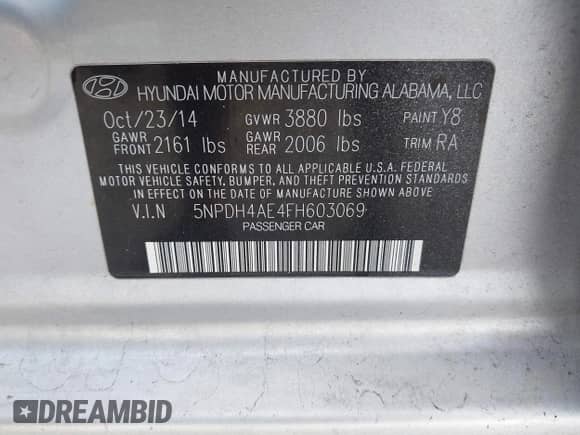 MANUFACTURED BY
HYUNDAI MOTOR MANUFACTURING ALABAMA, LLC
Oct/23/14 GVWR 3880 lbs PAINT Y8
GAWR FRONT 2161 lbs GAWR REAR 2006 lbs TRIM RA
THIS VEHICLE CONFORMS TO ALL APPLICABLE U.S.A. FEDERAL
MOTOR VEHICLE SAFETY, BUMPER, AND THEFT PREVENTION STANDARDS
IN EFFECT ON THE DATE OF MANUFACTURE SHOWN ABOVE.
V.I.N 5NPDH4AE4FH603069
PASSENGER CAR
DREAMBID